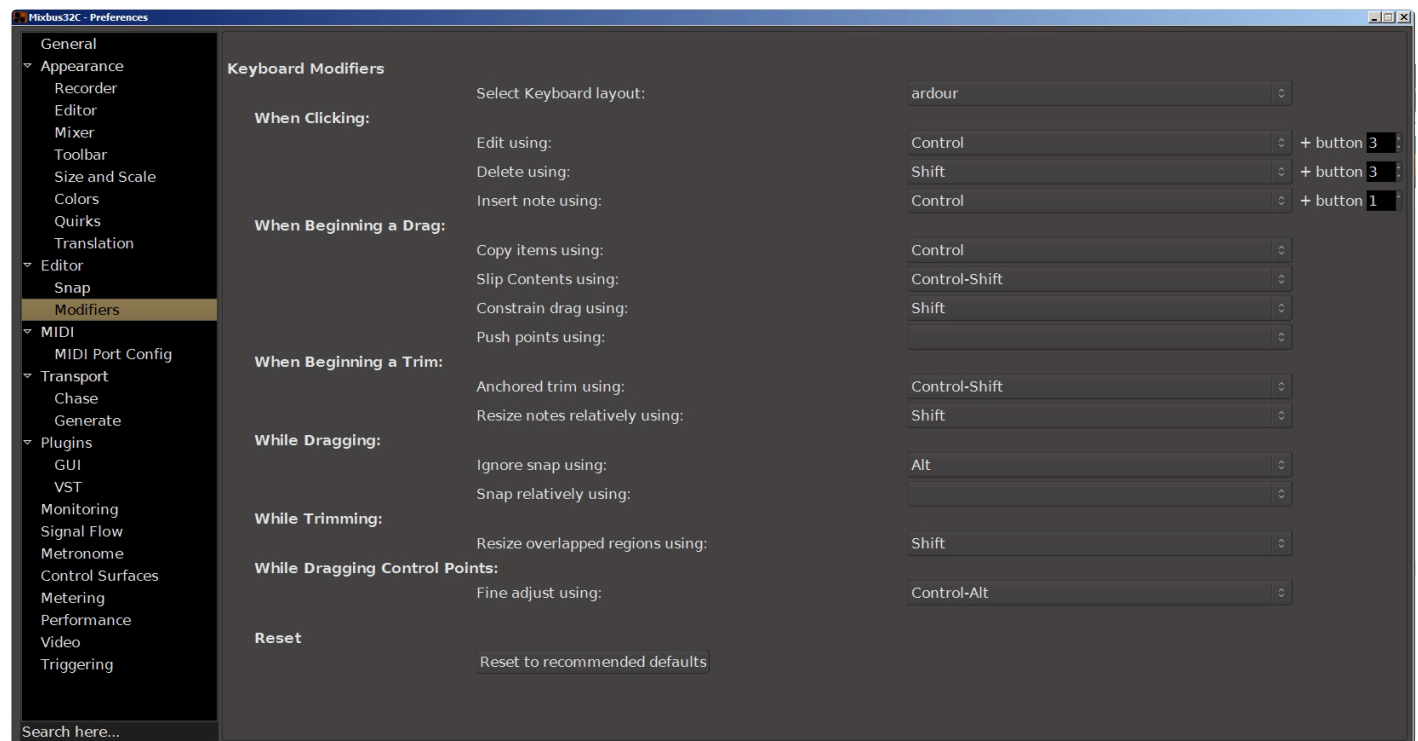 Mixbus32C - Preferences
General
Appearance
Recorder
Editor
Mixer
Toolbar
Size and Scale
Colors
Quirks
Translation
Editor
Snap
Modifiers
MIDI
MIDI Port Config
Transport
Chase
Generate
Plugins
GUI
VST
Monitoring
Signal Flow
Metronome
Control Surfaces
Metering
Performance
Video
Triggering
Search here...
Keyboard Modifiers
Select Keyboard layout: ardour
When Clicking:
Edit using: Control + button 3
Delete using: Shift + button 3
Insert note using: Control + button 1
When Beginning a Drag:
Copy items using: Control
Slip Contents using: Control-Shift
Constrain drag using: Shift
Push points using:
When Beginning a Trim:
Anchored trim using: Control-Shift
Resize notes relatively using: Shift
While Dragging:
Ignore snap using: Alt
Snap relatively using:
While Trimming:
Resize overlapped regions using: Shift
While Dragging Control Points:
Fine adjust using: Control-Alt
Reset
Reset to recommended defaults